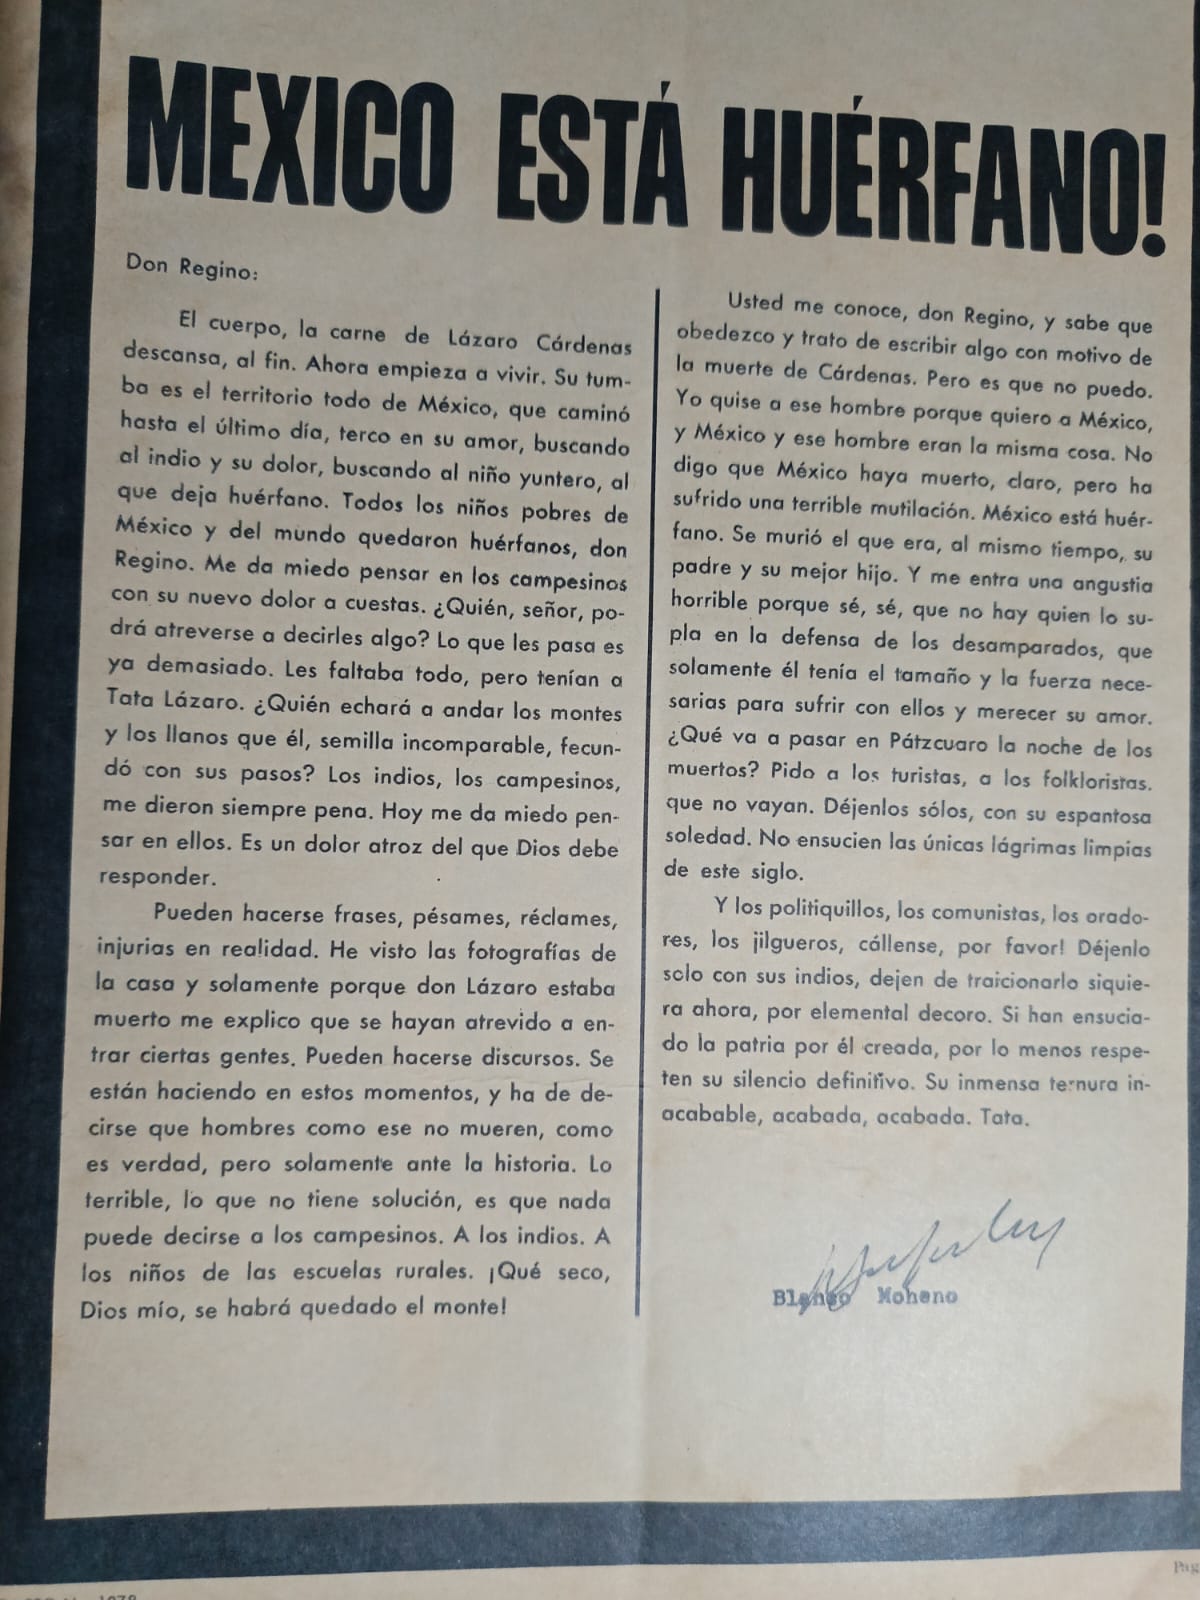 MEXICO ESTÁ HUÉRFANO!
Don Regino:
El cuerpo, la carne de Lázaro Cárdenas
descansa, al fin. Ahora empieza a vivir. Su tum-
ba es el territorio todo de México, que caminó
hasta el último día, terco en su amor, buscando
al indio y su dolor, buscando al niño yuntero, al
que deja huérfano. Todos los niños pobres de
México y del mundo quedaron huérfanos, don
Regino. Me da miedo pensar en los campesinos
con su nuevo dolor a cuestas. ¿Quién, señor, po-
drá atreverse a decirles algo? Lo que les pasa es
ya demasiado. Les faltaba todo, pero tenían a
Tata Lázaro. ¿Quién echará a andar los montes
y los llanos que él, semilla incomparable, fecun-
dó con sus pasos? Los indios, los campesinos,
me dieron siempre pena. Hoy me da miedo pen-
sar en ellos. Es un dolor atroz del que Dios debe
responder.
Pueden hacerse frases, pésames, réclames,
injurias en realidad. He visto las fotografías de
la casa y solamente porque don Lázaro estaba
muerto me explico que se hayan atrevido a en-
trar ciertas gentes. Pueden hacerse discursos. Se
están haciendo en estos momentos, y ha de de-
cirse que hombres como ese no mueren, como
es verdad, pero solamente ante la historia. Lo
terrible, lo que no tiene solución, es que nada
puede decirse a los campesinos. A los indios. A
los niños de las escuelas rurales. ¡Qué seco,
Dios mío, se habrá quedado el monte!
Usted me conoce, don Regino, y sabe que
obedezco y trato de escribir algo con motivo de
la muerte de Cárdenas. Pero es que no puedo.
Yo quise a ese hombre porque quiero a México,
y México y ese hombre eran la misma cosa. No
digo que México haya muerto, claro, pero ha
sufrido una terrible mutilación. México está huér-
fano. Se murió el que era, al mismo tiempo, su
padre y su mejor hijo. Y me entra una angustia
horrible porque sé, sé, que no hay quien lo su-
pla en la defensa de los desamparados, que
solamente él tenía el tamaño y la fuerza nece-
sarias para sufrir con ellos y merecer su amor.
¿Qué va a pasar en Pátzcuaro la noche de los
muertos? Pido a los turistas, a los folkloristas.
que no vayan. Déjenlos sólos, con su espantosa
soledad. No ensucien las únicas lágrimas limpias
de este siglo.
Y los politiquillos, los comunistas, los orado-
res, los jilgueros, cállense, por favor! Déjenlo
solo con sus indios, dejen de traicionarlo siquie-
ra ahora, por elemental decoro. Si han ensucia-
do la patria por él creada, por lo menos respe-
ten su silencio definitivo. Su inmensa ternura in-
acabable, acabada, acabada. Tata.
Blanco Moheno